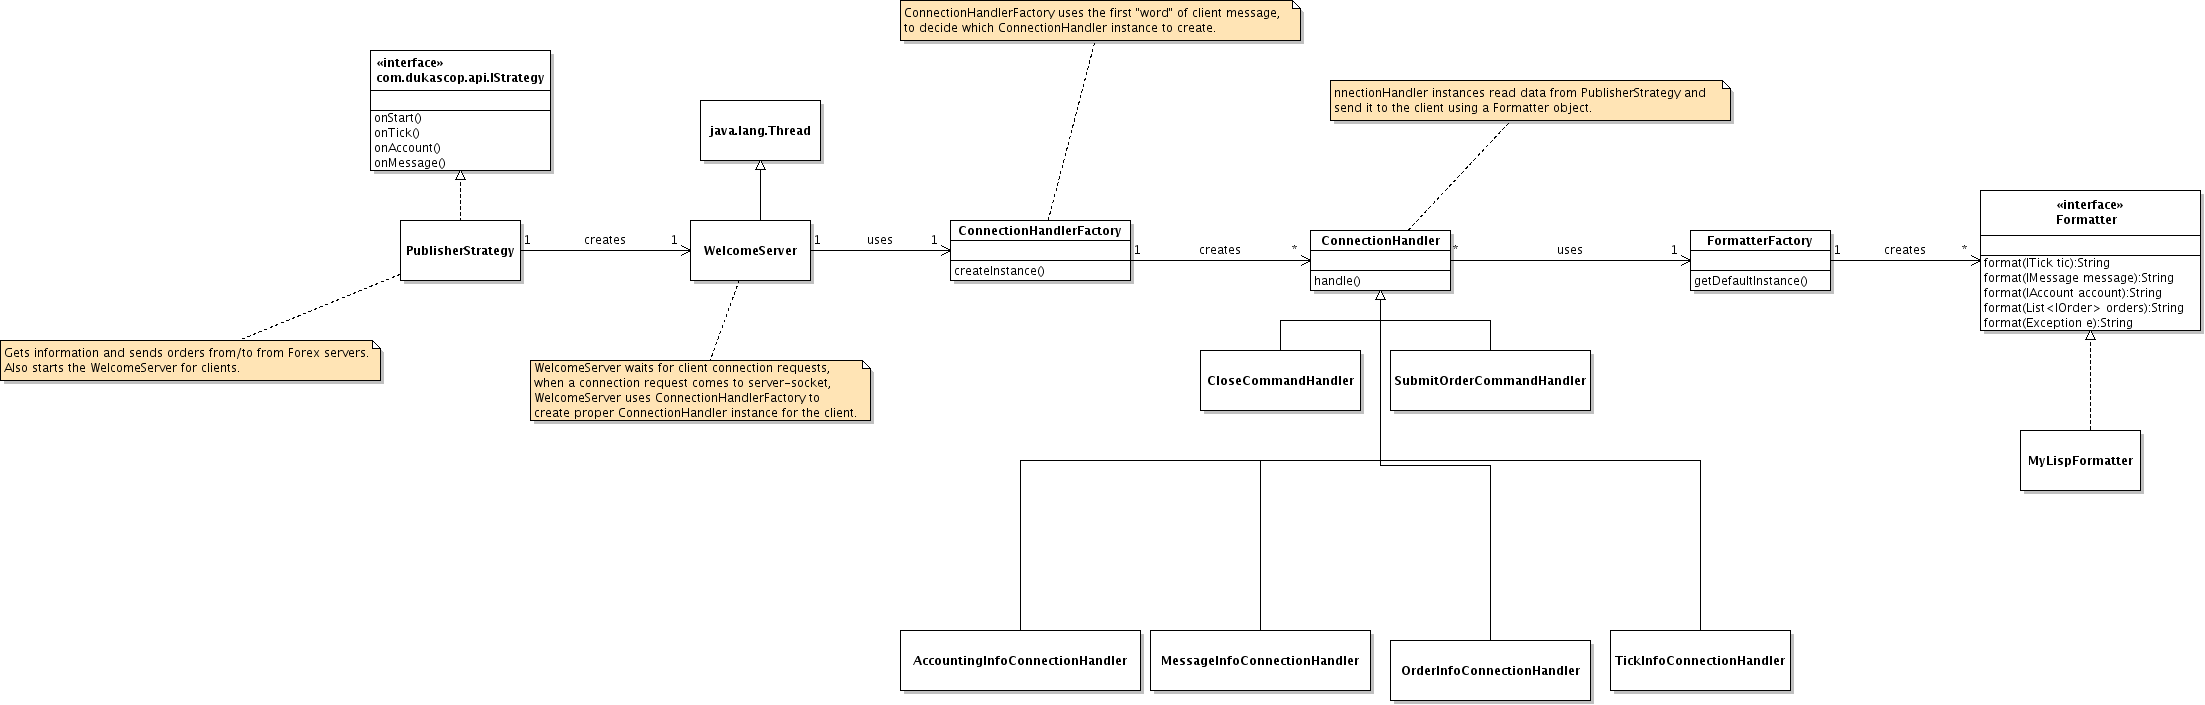 ConnectionHandlerFactory uses the first "word" of client message,
to decide which ConnectionHandler instance to create.
«interface»
com.dukascop.api.IStrategy
onStart()
onTick()
onAccount()
onMessage()
java.lang.Thread
nnectionHandler instances read data from PublisherStrategy and
send it to the client using a Formatter object.
PublisherStrategy
1 creates 1
WelcomeServer
1 uses 1
ConnectionHandlerFactory
createInstance()
1 creates *
ConnectionHandler
handle()
* uses 1
FormatterFactory
getDefaultInstance()
1 creates *
«interface»
Formatter
format(ITick tic):String
format(IMessage message):String
format(IAccount account):String
format(List<IOrder> orders):String
format(Exception e):String
Gets information and sends orders from/to from Forex servers.
Also starts the WelcomeServer for clients.
WelcomeServer waits for client connection requests,
when a connection request comes to server-socket,
WelcomeServer uses ConnectionHandlerFactory to
create proper ConnectionHandler instance for the client.
CloseCommandHandler
SubmitOrderCommandHandler
MyLispFormatter
AccountingInfoConnectionHandler
MessageInfoConnectionHandler
OrderInfoConnectionHandler
TickInfoConnectionHandler